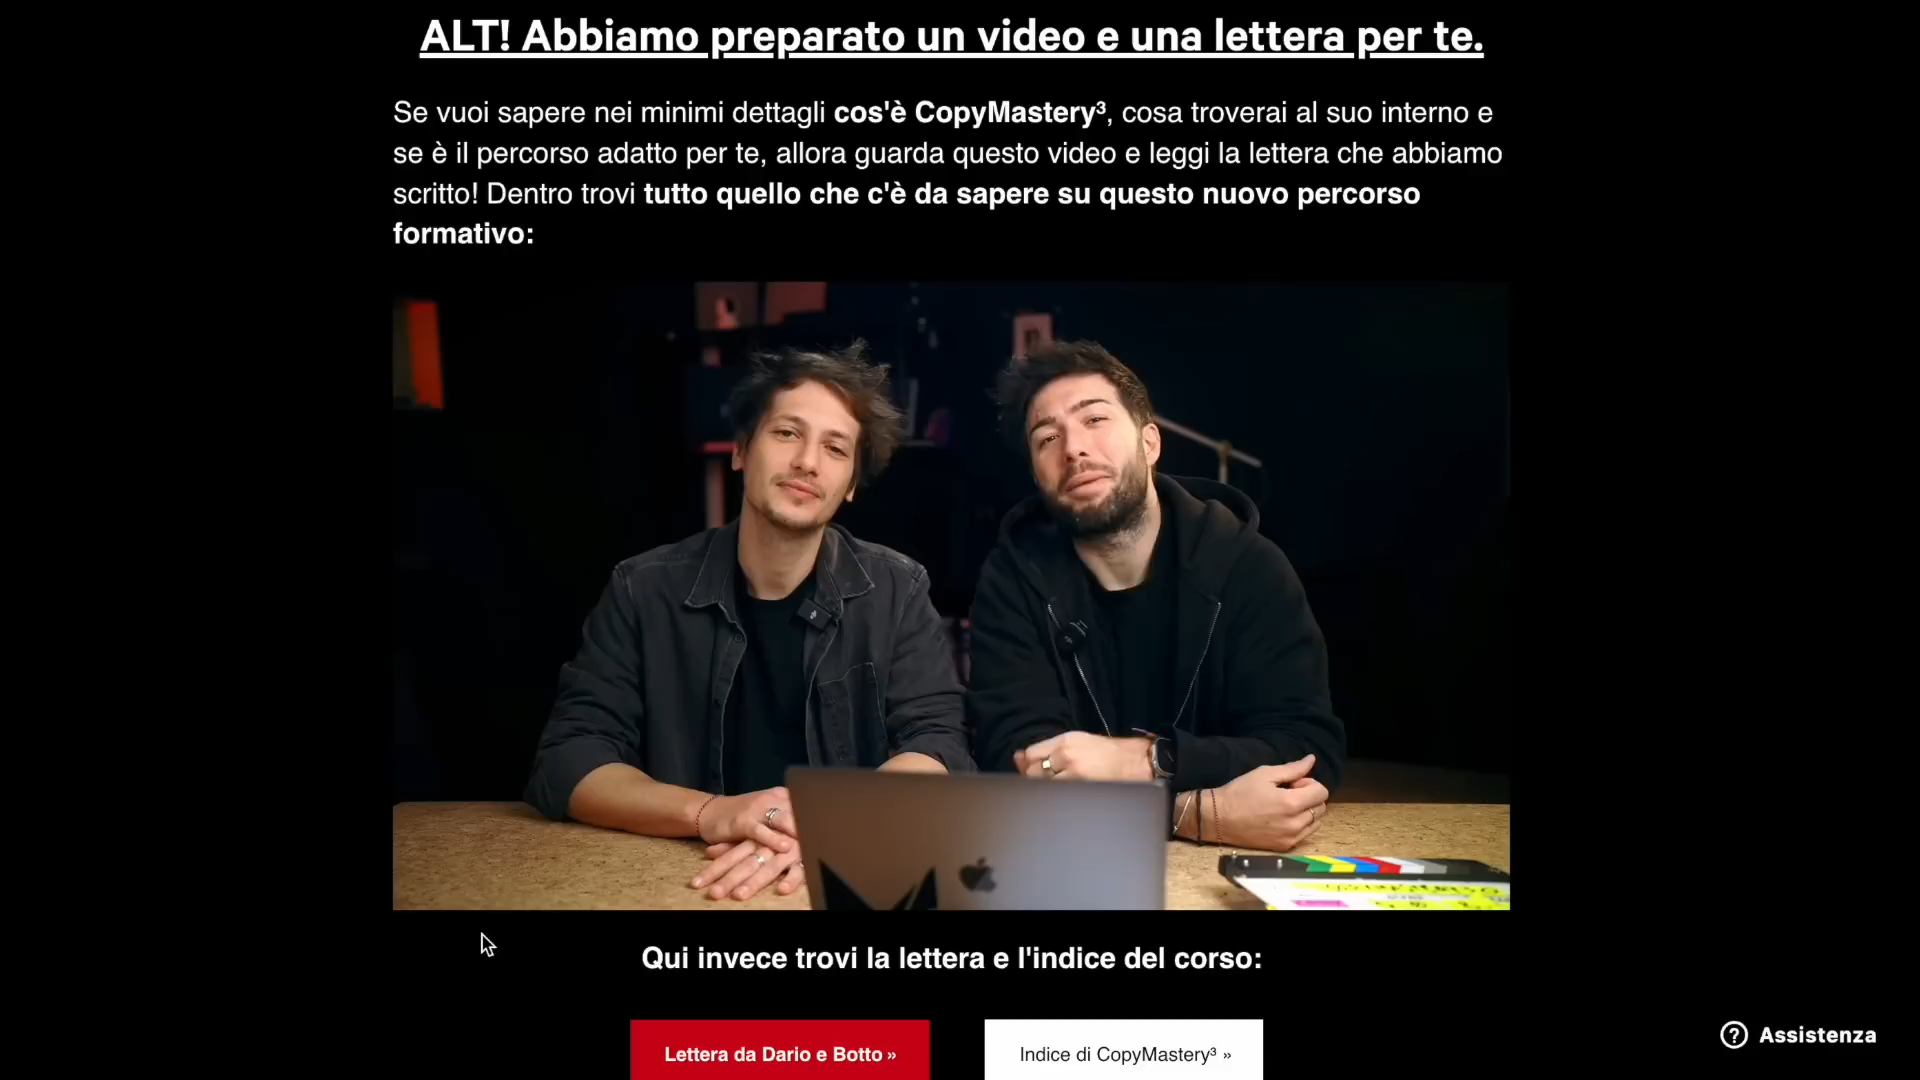 ALT! Abbiamo preparato un video e una lettera per te.
Se vuoi sapere nei minimi dettagli cos'è CopyMastery³, cosa troverai al suo interno e
se è il percorso adatto per te, allora guarda questo video e leggi la lettera che abbiamo
scritto! Dentro trovi tutto quello che c'è da sapere su questo nuovo percorso
formativo:
Qui invece trovi la lettera e l'indice del corso:
Lettera da Dario e Botto »
Indice di CopyMastery³ »
Assistenza